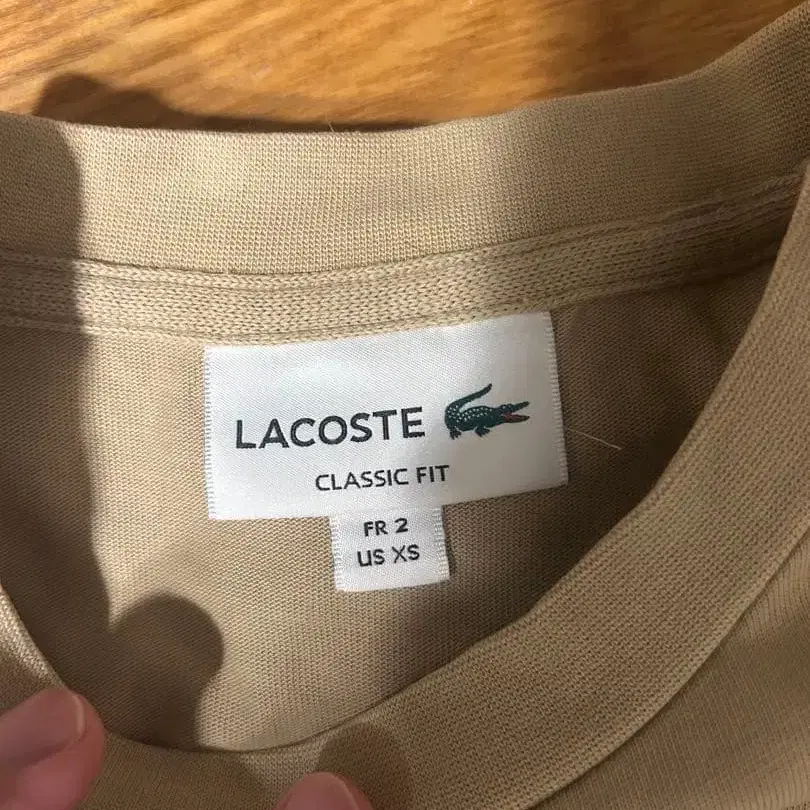 LACOSTE
CLASSIC FIT
FR 2
US XS